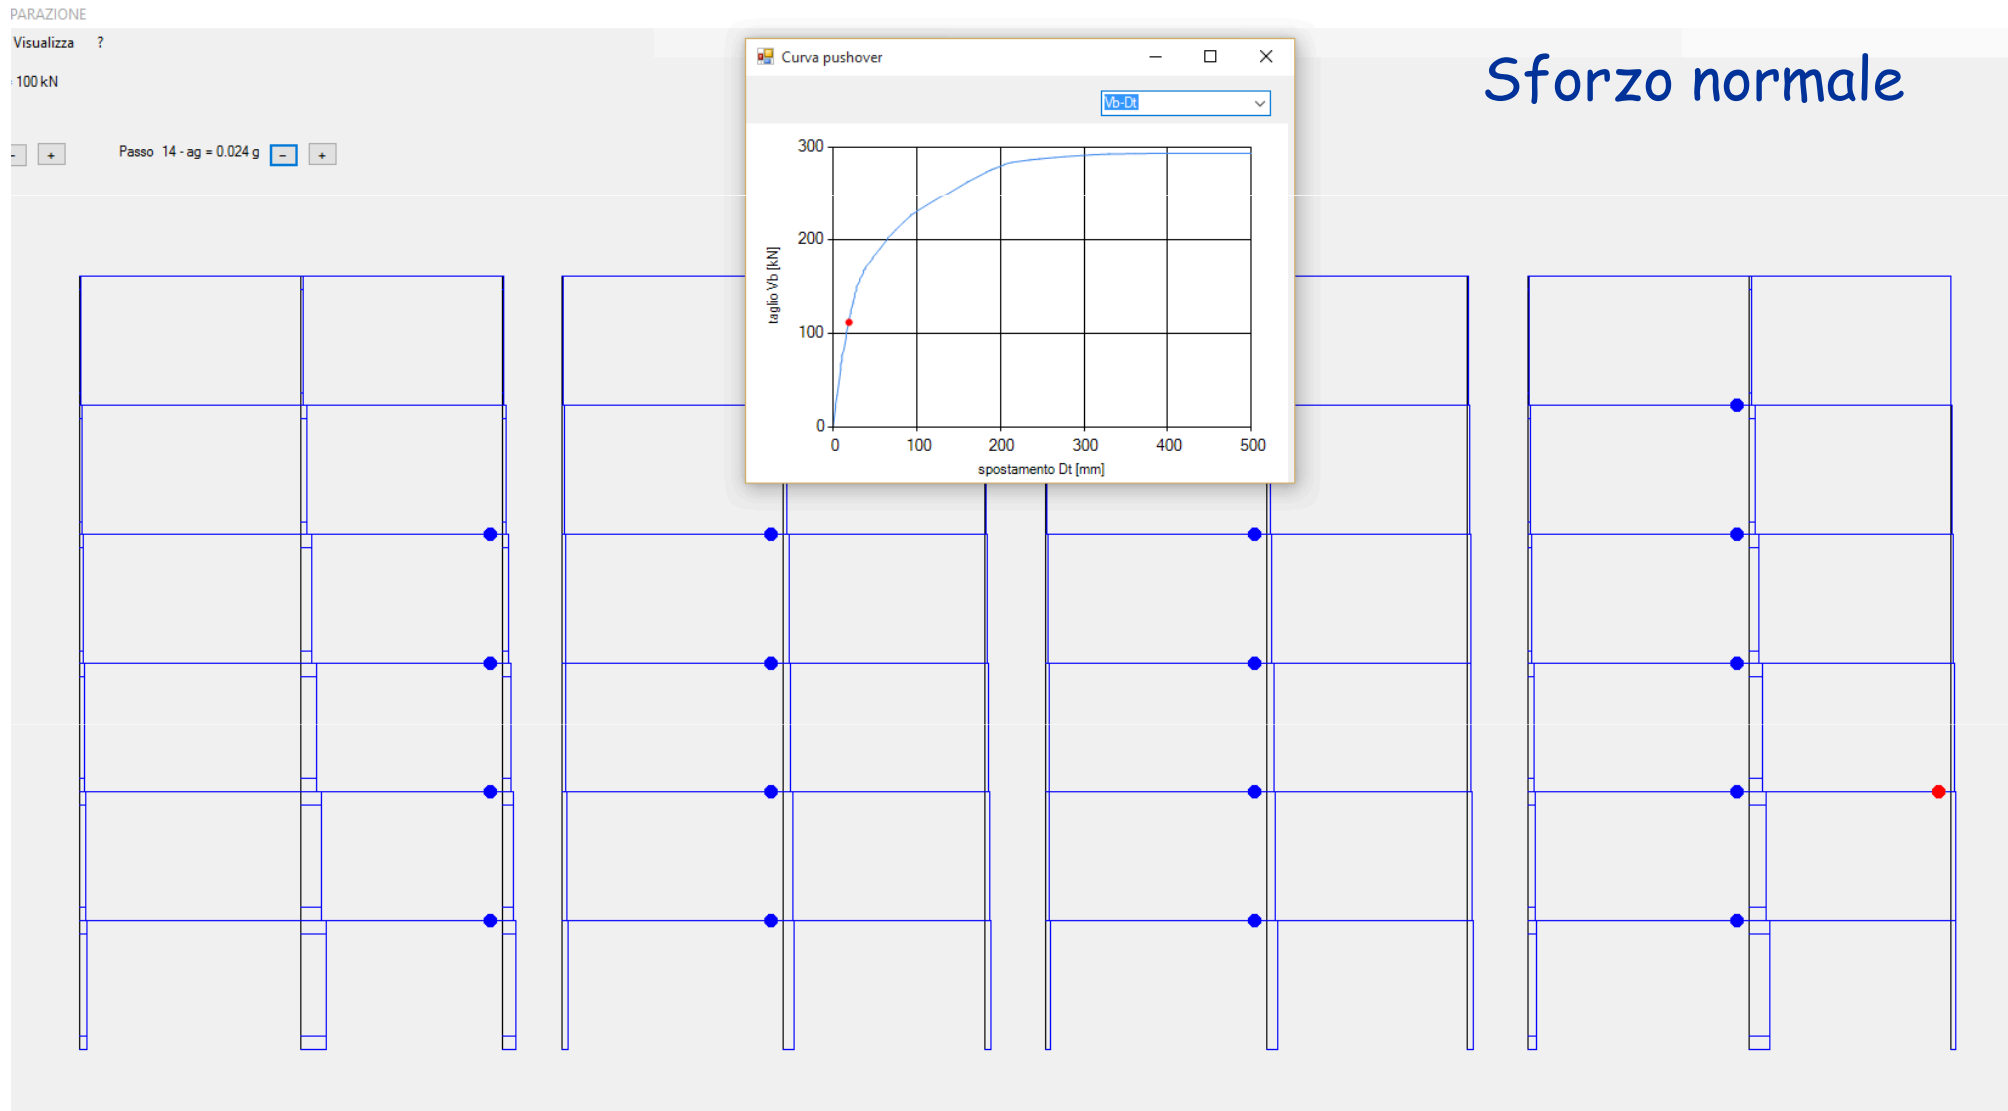 PARAZIONE
Visualizza ?
= 100 kN
Sforzo normale
- + Passo 14 - ag = 0.024 g - +
Curva pushover
Vb-Dt
300
200
100
0
taglio Vb [kN]
0 100 200 300 400 500
spostamento Dt [mm]